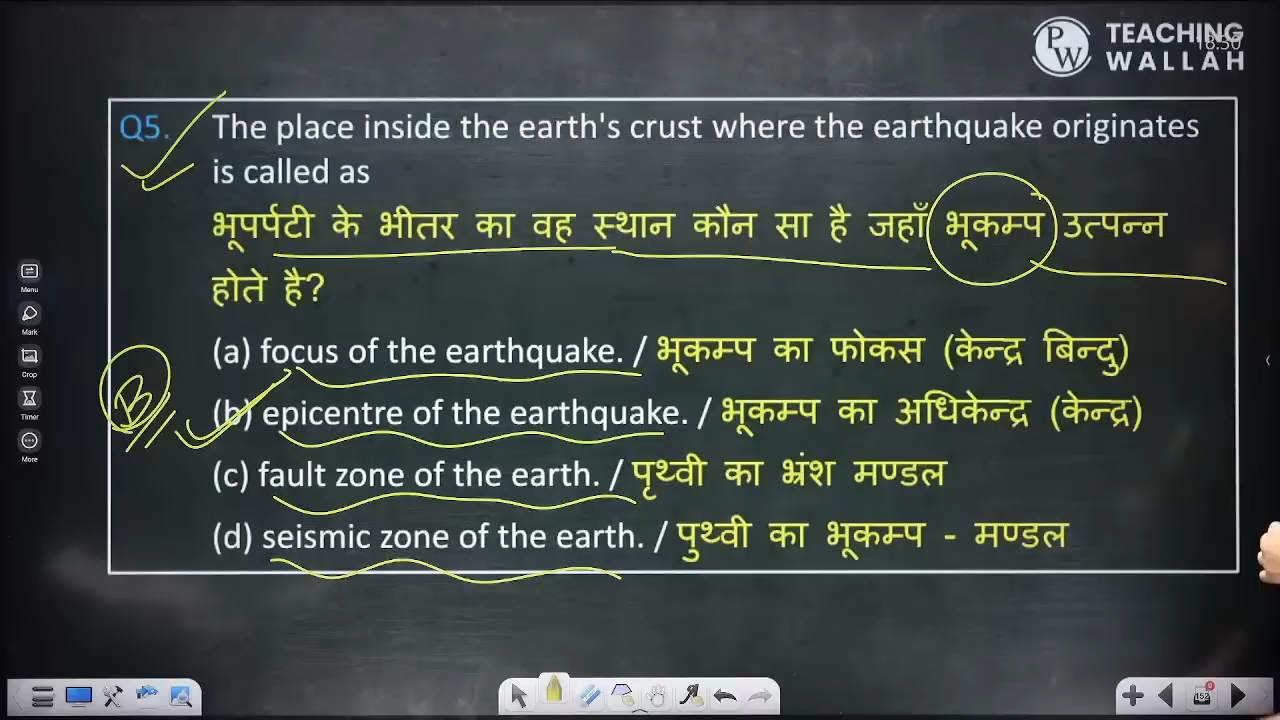 PW TEACHING
WALLAH
18:30
Q5. The place inside the earth's crust where the earthquake originates
is called as
भूपर्पटी के भीतर का वह स्थान कौन सा है जहाँ भूकम्प उत्पन्न
होते है?
(a) focus of the earthquake. / भूकम्प का फोकस (केन्द्र बिन्दु)
B
(b) epicentre of the earthquake. / भूकम्प का अधिकेन्द्र (केन्द्र)
(c) fault zone of the earth. / पृथ्वी का भ्रंश मण्डल
(d) seismic zone of the earth. / पुथ्वी का भूकम्प - मण्डल
Menu
Mark
Crop
Timer
More